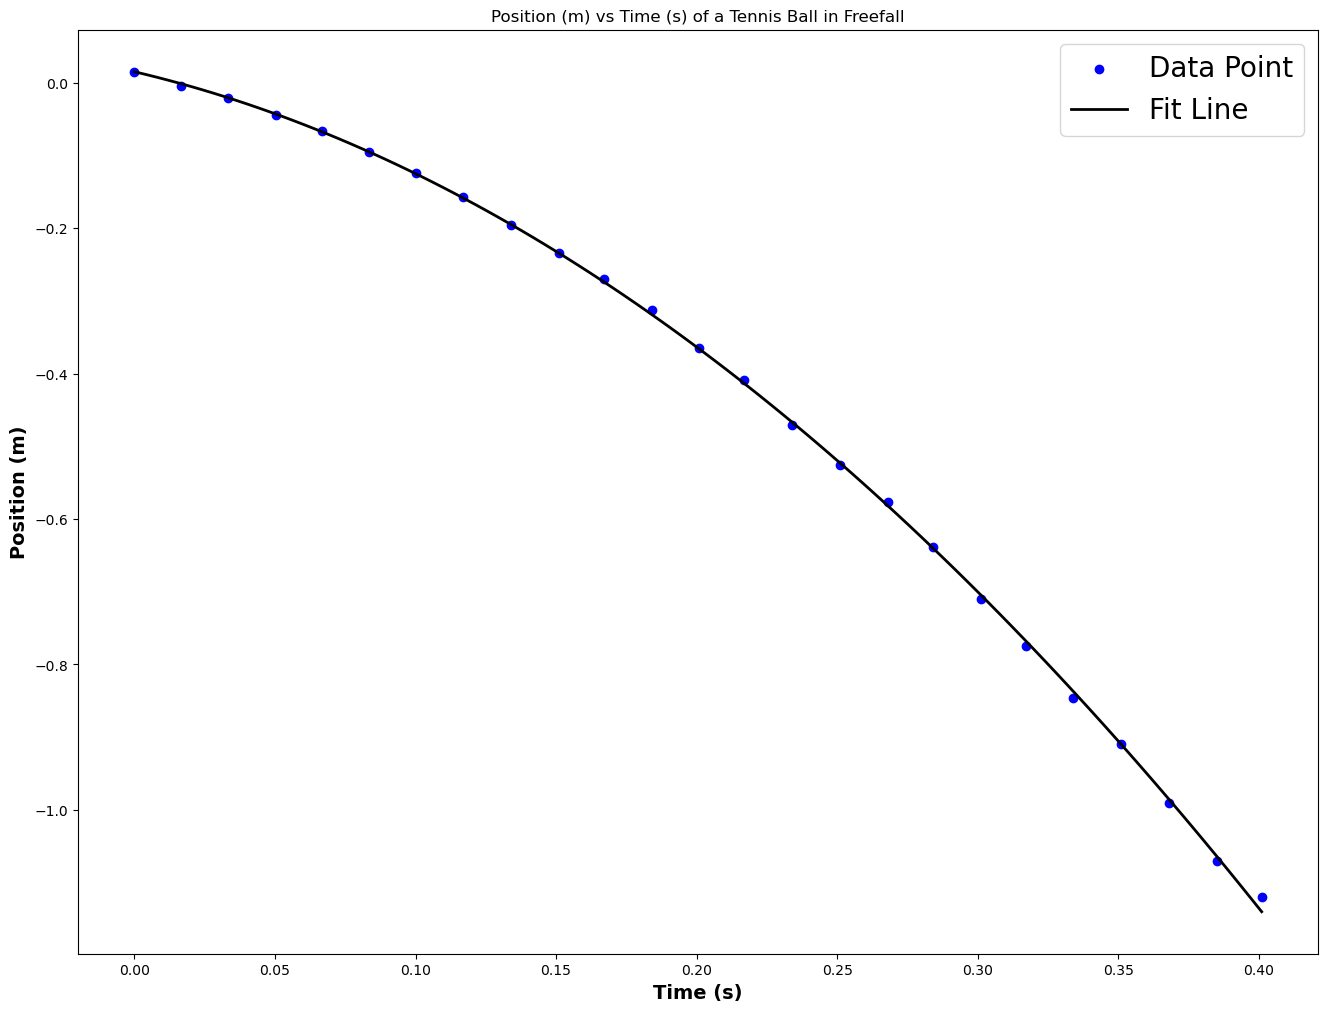 Position (m) vs Time (s) of a Tennis Ball in Freefall
Data Point
Fit Line
0.0
−0.2
−0.4
−0.6
−0.8
−1.0
Position (m)
0.00 0.05 0.10 0.15 0.20 0.25 0.30 0.35 0.40
Time (s)